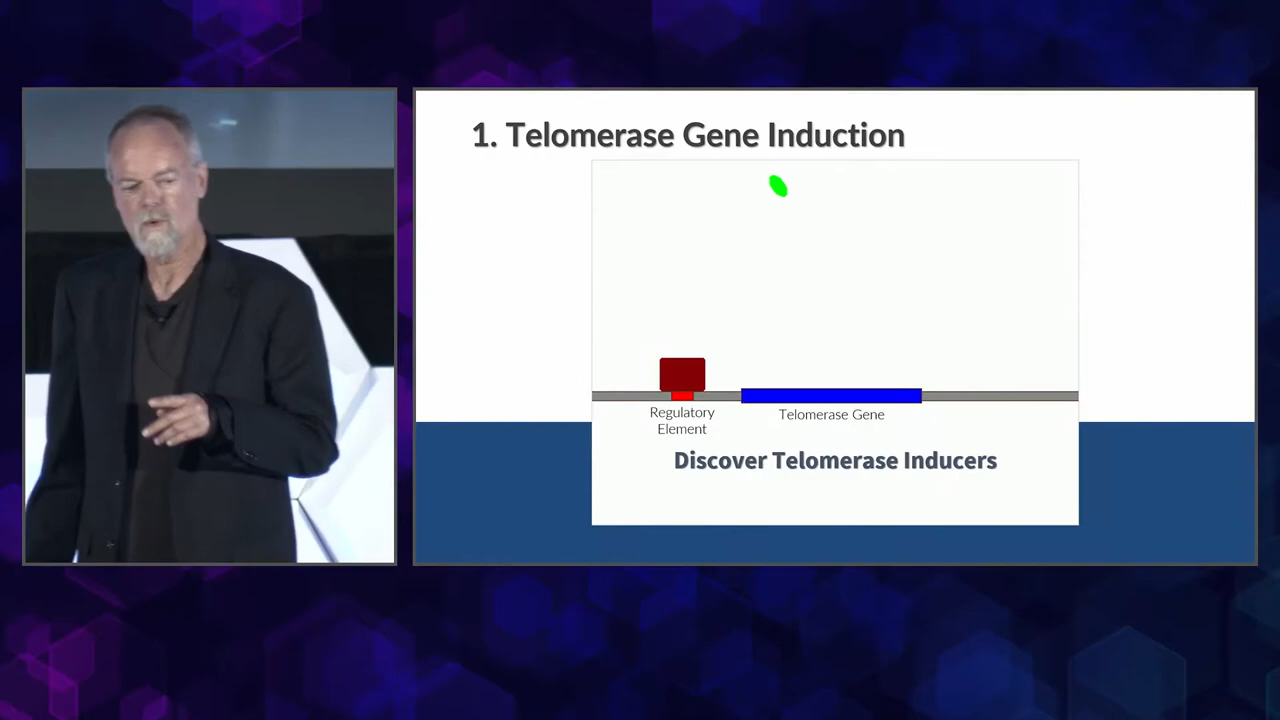 1. Telomerase Gene Induction
Regulatory
Element
Telomerase Gene
Discover Telomerase Inducers